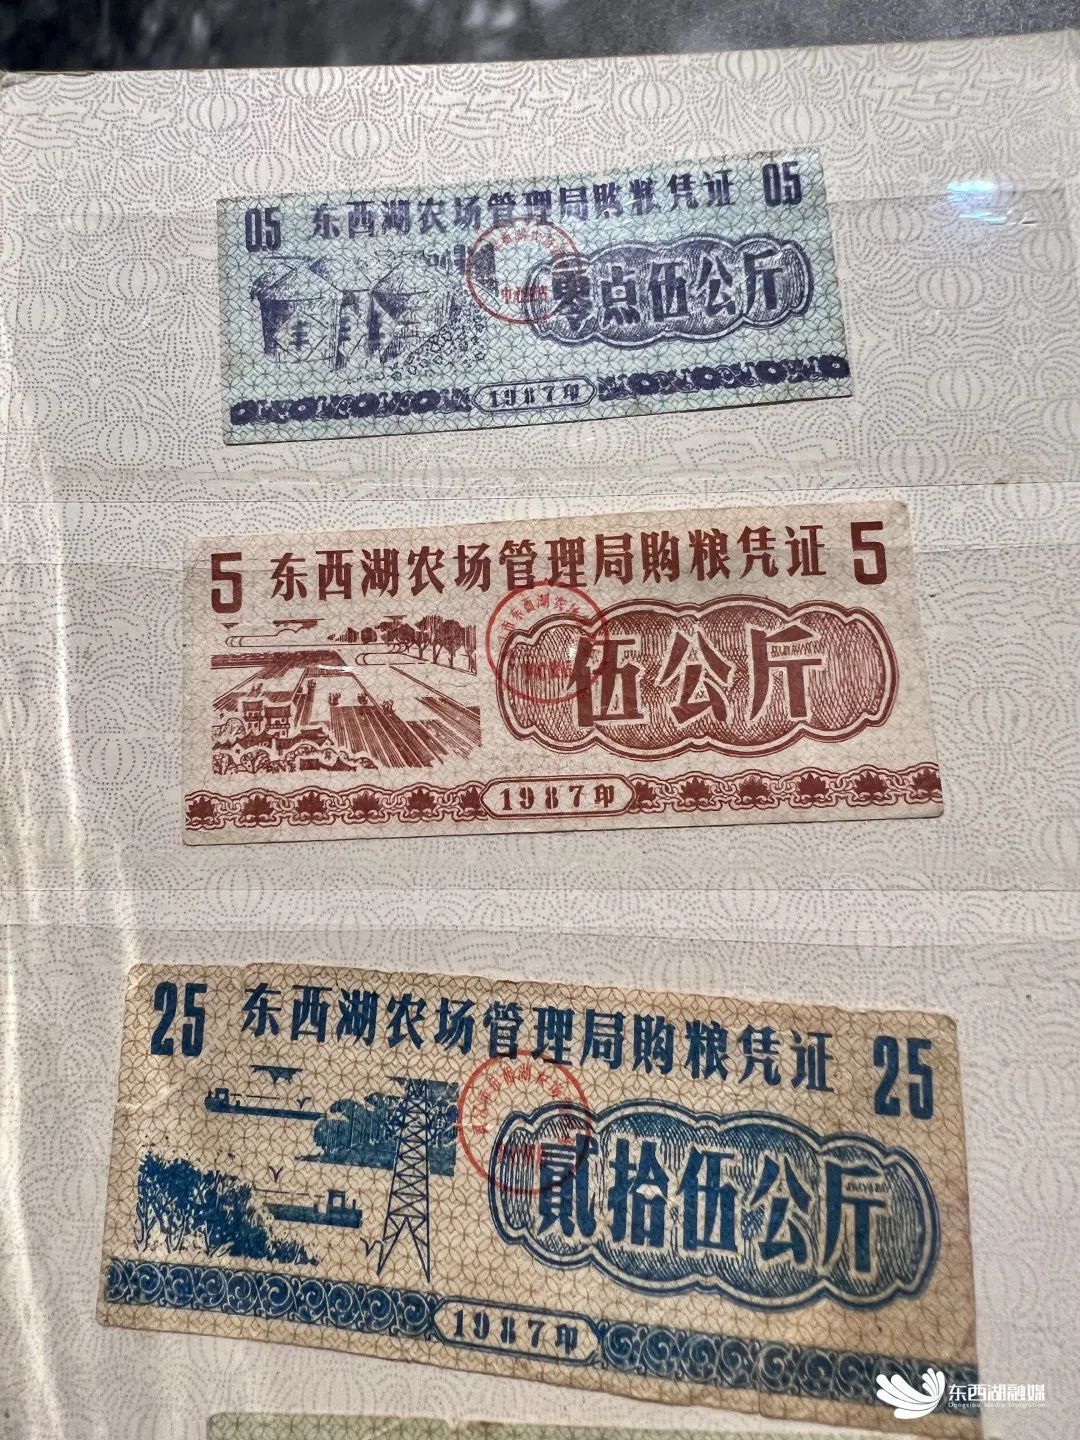 05 东西湖农场管理局购粮凭证 05
零点伍公斤
1987印
5 东西湖农场管理局购粮凭证 5
伍公斤
1987印
25 东西湖农场管理局购粮凭证 25
贰拾伍公斤
1987印
东西湖融媒
Dongxihu Media Integration